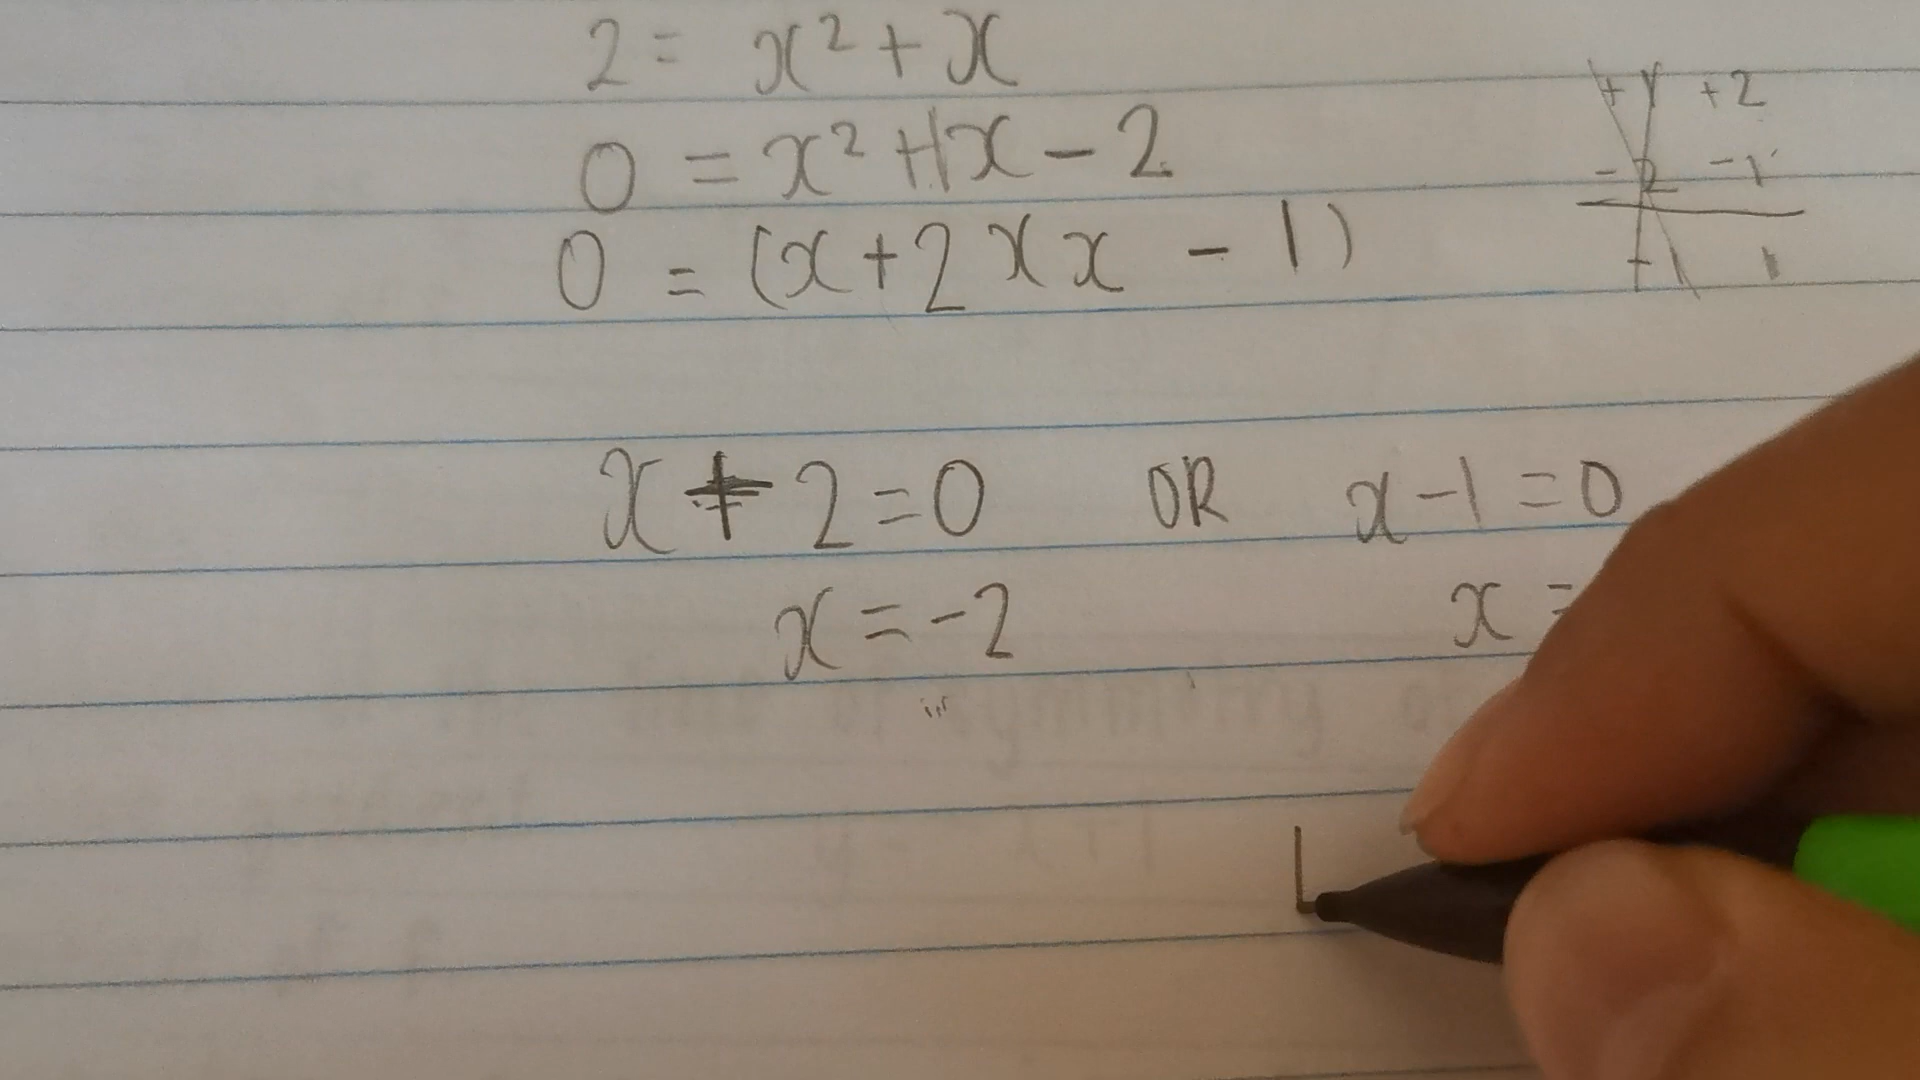 2 = x² + x
0 = x² + 1x - 2
0 = (x + 2)(x - 1)
+2
-2 -1
+1 1
x + 2 = 0 OR x - 1 = 0
x = -2 x =